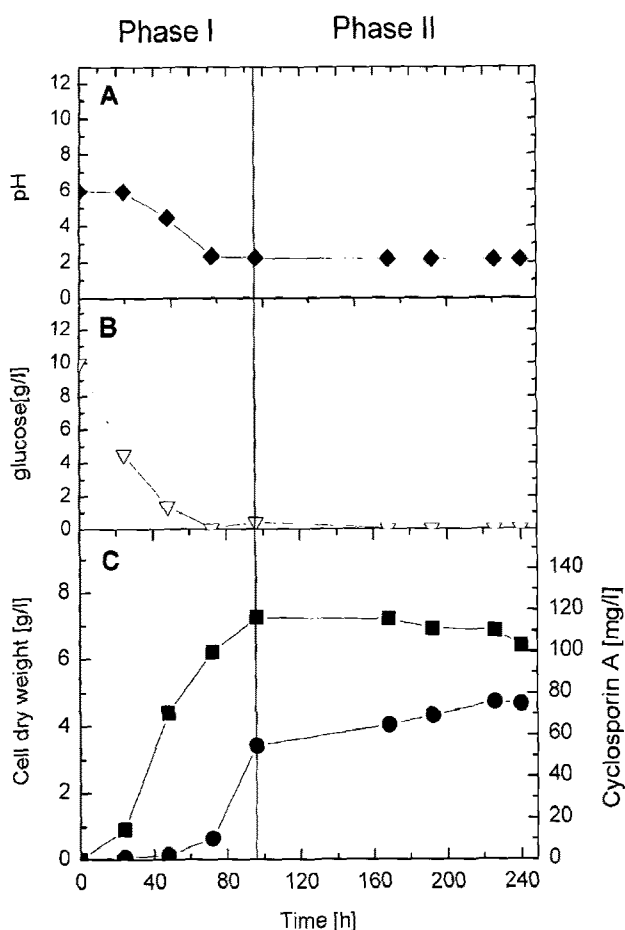 Phase I Phase II
A
pH
12
10
8
6
4
2
0
B
glucose[g/l]
12
10
8
6
4
2
0
C
Cell dry weight [g/l]
8
6
4
2
0
Cyclosporin A [mg/l]
140
120
100
80
60
40
20
0
0 40 80 120 160 200 240
Time [h]